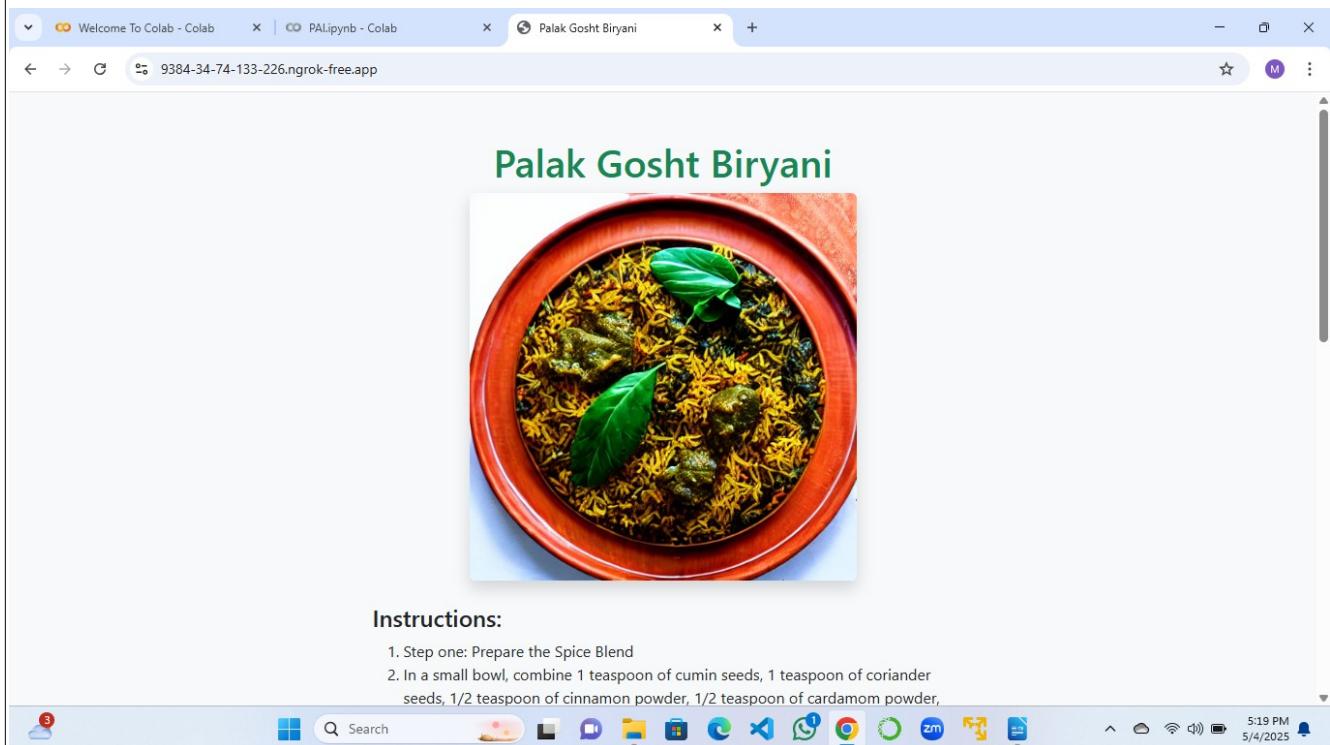 Welcome To Colab - Colab
PAI.ipynb - Colab
Palak Gosht Biryani
9384-34-74-133-226.ngrok-free.app
M
Palak Gosht Biryani
Instructions:
1. Step one: Prepare the Spice Blend
2. In a small bowl, combine 1 teaspoon of cumin seeds, 1 teaspoon of coriander
seeds, 1/2 teaspoon of cinnamon powder, 1/2 teaspoon of cardamom powder,
3
Search
1
zm
5:19 PM
5/4/2025